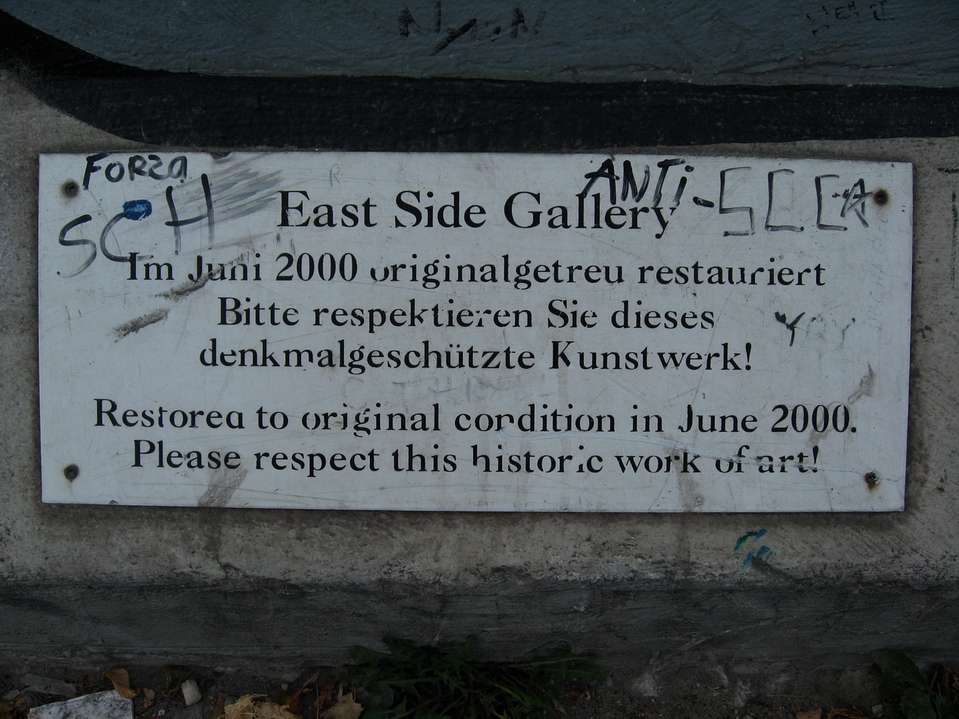 FORZA
SCH
ANTi-
East Side Gallery
Im Juni 2000 originalgetreu restauriert
Bitte respektieren Sie dieses
denkmalgeschützte Kunstwerk!
Restored to original condition in June 2000.
Please respect this historic work of art!